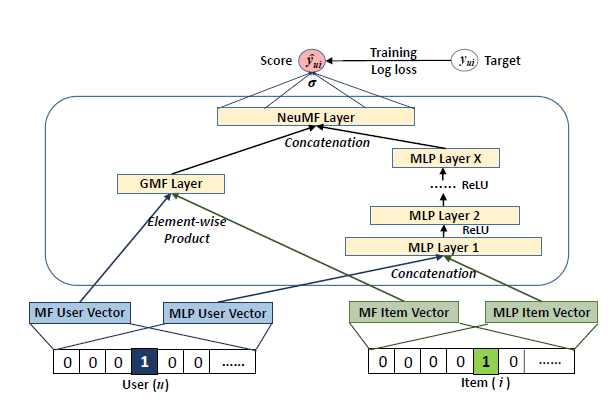 Score ŷui Training yui Target
Log loss
σ
NeuMF Layer
Concatenation
MLP Layer X
GMF Layer
...... ReLU
Element-wise
Product
MLP Layer 2
ReLU
MLP Layer 1
Concatenation
MF User Vector MLP User Vector MF Item Vector MLP Item Vector
0 0 0 1 0 0 ...... 0 0 0 0 1 0 ......
User (u) Item ( i )